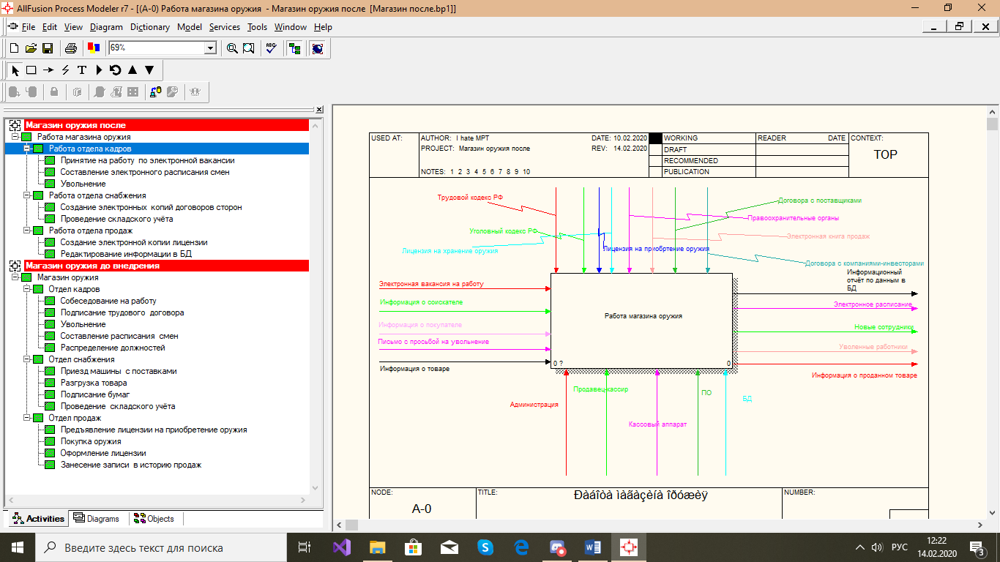 AllFusion Process Modeler r7 - [(A-0) Работа магазина оружия - Магазин оружия после [Магазин после.bp1]]
File Edit View Diagram Dictionary Model Services Tools Window Help
69%
Магазин оружия после
Работа магазина оружия
Работа отдела кадров
Принятие на работу по электронной вакансии
Составление электронного расписания смен
Увольнение
Работа отдела снабжения
Создание электронных копий договоров сторон
Проведение складского учёта
Работа отдела продаж
Создание электронной копии лицензии
Редактирование информации в БД
Магазин оружия до внедрения
Магазин оружия
Отдел кадров
Собеседование на работу
Подписание трудового договора
Увольнение
Составление расписания смен
Распределение должностей
Отдел снабжения
Приезд машины с поставками
Разгрузка товара
Подписание бумаг
Проведение складского учёта
Отдел продаж
Предъявление лицензии на приобретение оружия
Покупка оружия
Оформление лицензии
Занесение записи в историю продаж
Activities Diagrams Objects
USED AT:
AUTHOR: I hate MPT
DATE: 10.02.2020
PROJECT: Магазин оружия после
REV: 14.02.2020
NOTES: 1 2 3 4 5 6 7 8 9 10
WORKING
DRAFT
RECOMMENDED
PUBLICATION
READER DATE
CONTEXT:
TOP
Трудовой кодекс РФ
Уголовный кодекс РФ
Лицензия на хранение оружия
Лицензия на приобртение оружия
Договора с поставщиками
Правоохранительные органы
Электронная книга продаж
Договора с компаниями-инвесторами
Электронная вакансия на работу
Информация о соискателе
Информация о покупателе
Письмо с просьбой на увольнение
Информация о товаре
Работа магазина оружия
0 ?
0
Информационный
отчёт по данным в
БД
Электронное расписание
Новые сотрудники
Уволенные работники
Информация о проданном товаре
Администрация
Продавец-кассир
Кассовый аппарат
ПО
БД
NODE:
A-0
TITLE:
Ðàáîòà ìàãàçèíà îðóæèÿ
NUMBER:
Введите здесь текст для поиска
РУС
12:22
14.02.2020
3